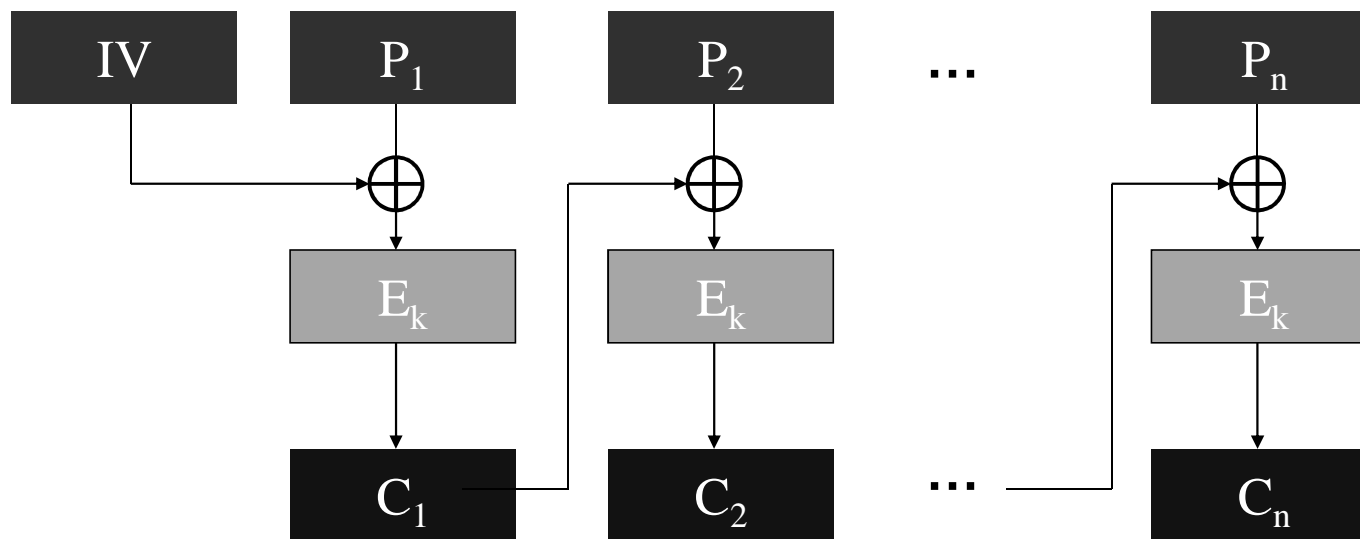 IV P₁ P₂ ... Pₙ
Eₖ Eₖ Eₖ
C₁ C₂ ... Cₙ